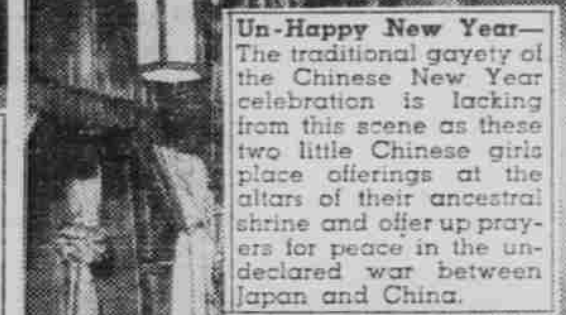 Un-Happy New Year—
The traditional gayety of
the Chinese New Year
celebration is lacking
from this scene as these
two little Chinese girls
place offerings at the
altars of their ancestral
shrine and offer up pray-
ers for peace in the un-
declared war between
Japan and China.